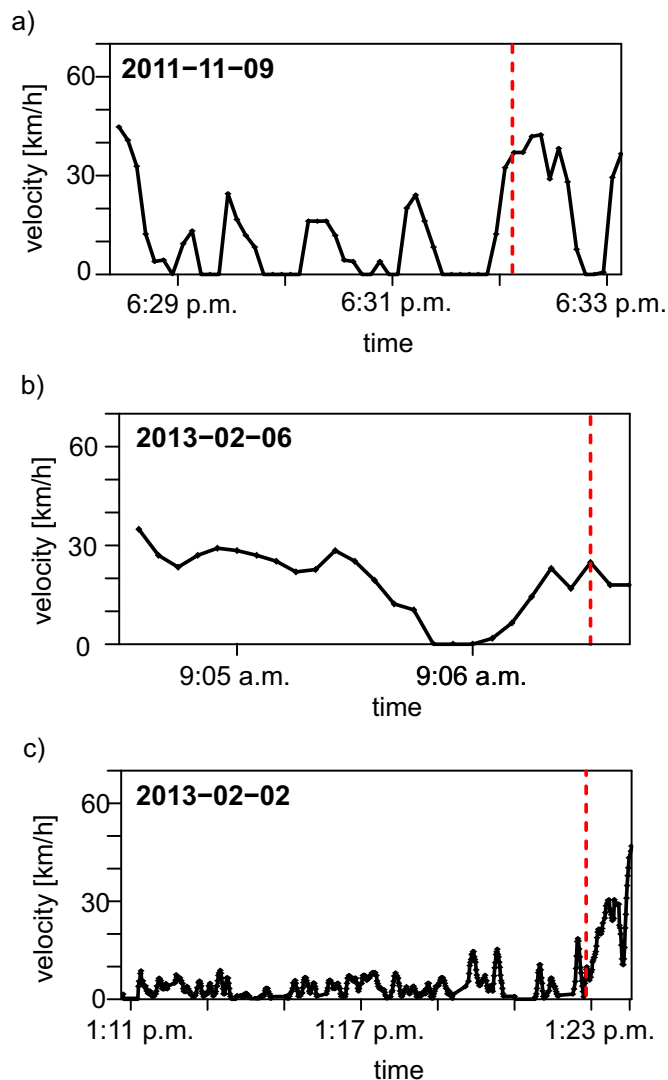 a)
2011−11−09
velocity [km/h]
60
30
0
6:29 p.m. 6:31 p.m. 6:33 p.m.
time
b)
2013−02−06
velocity [km/h]
60
30
0
9:05 a.m. 9:06 a.m.
time
c)
2013−02−02
velocity [km/h]
60
30
0
1:11 p.m. 1:17 p.m. 1:23 p.m.
time